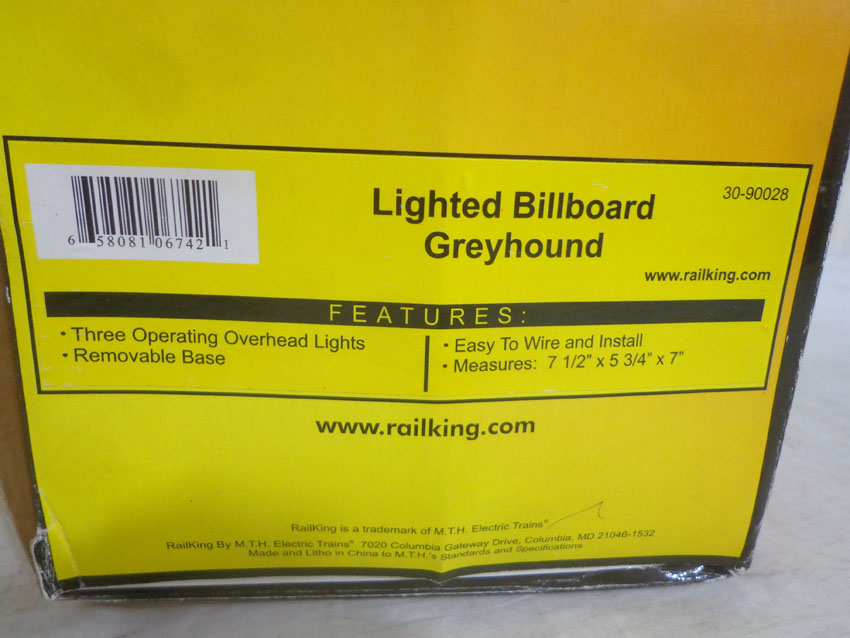 Lighted Billboard
Greyhound
30-90028
www.railking.com
6 58081 06742 1
FEATURES:
• Three Operating Overhead Lights
• Removable Base
• Easy To Wire and Install
• Measures: 7 1/2" x 5 3/4" x 7"
www.railking.com
RailKing is a trademark of M.T.H. Electric Trains®
RailKing By M.T.H. Electric Trains® 7020 Columbia Gateway Drive, Columbia, MD 21046-1532
Made and Litho in China to M.T.H.'s Standards and Specifications